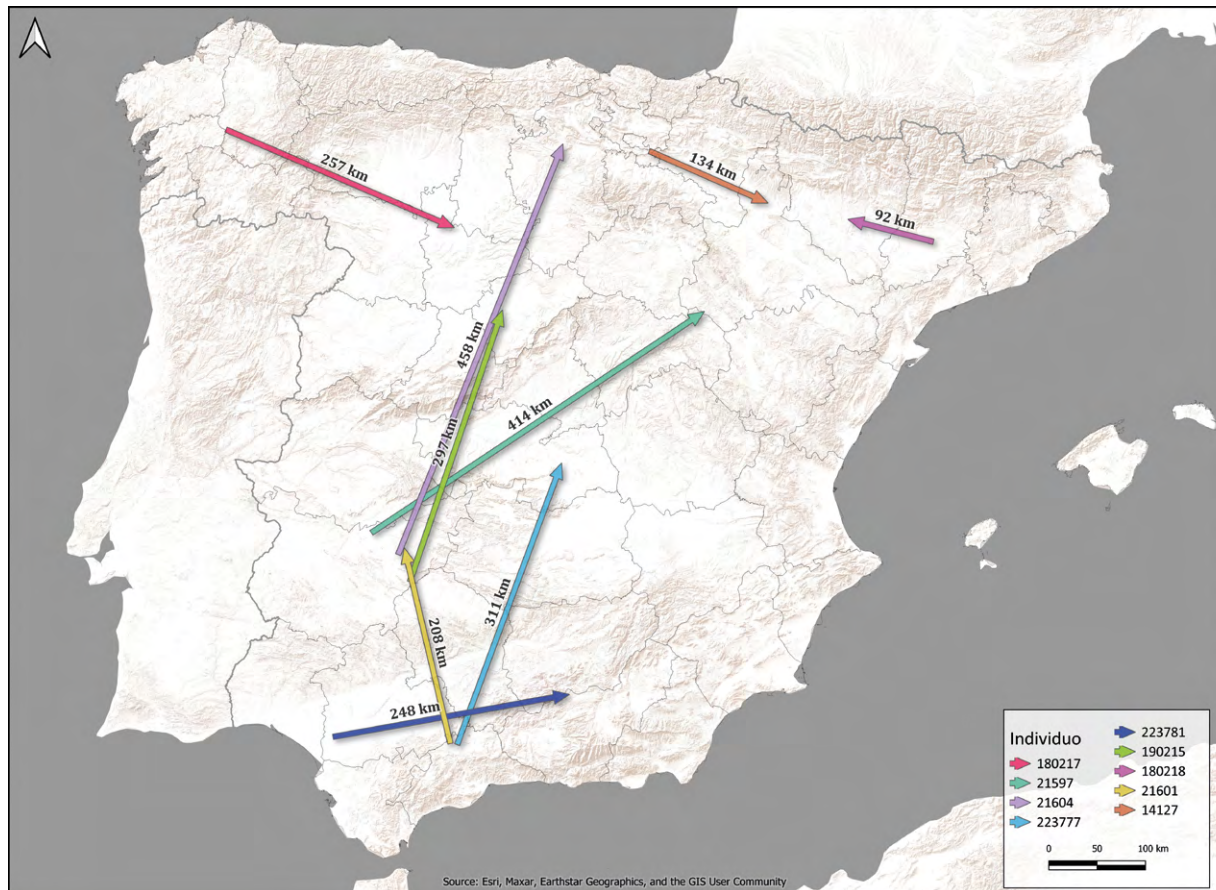 257 km
134 km
92 km
458 km
414 km
297 km
311 km
208 km
248 km
Individuo
180217
21597
21604
223777
223781
190215
180218
21601
14127
0 50 100 km
Source: Esri, Maxar, Earthstar Geographics, and the GIS User Community